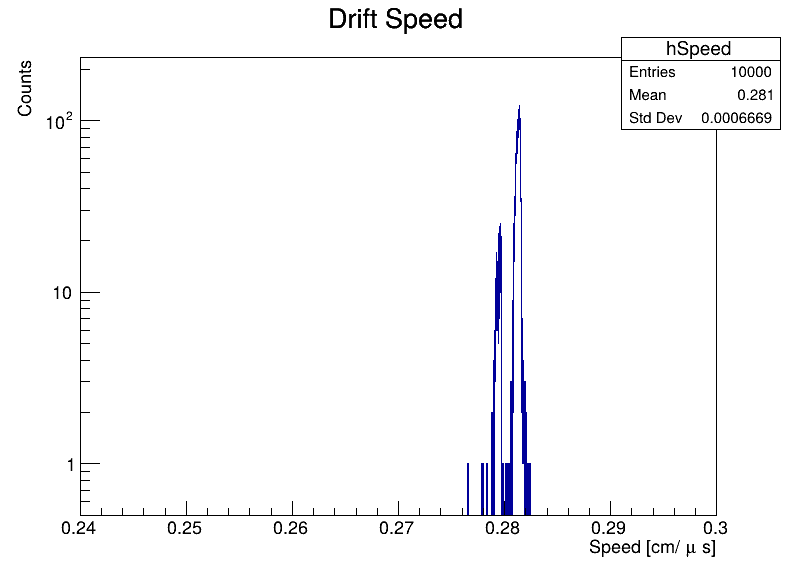 Drift Speed
hSpeed
Entries 10000
Mean 0.281
Std Dev 0.0006669
Counts
10²
10
1
0.24 0.25 0.26 0.27 0.28 0.29 0.3
Speed [cm/ μ s]